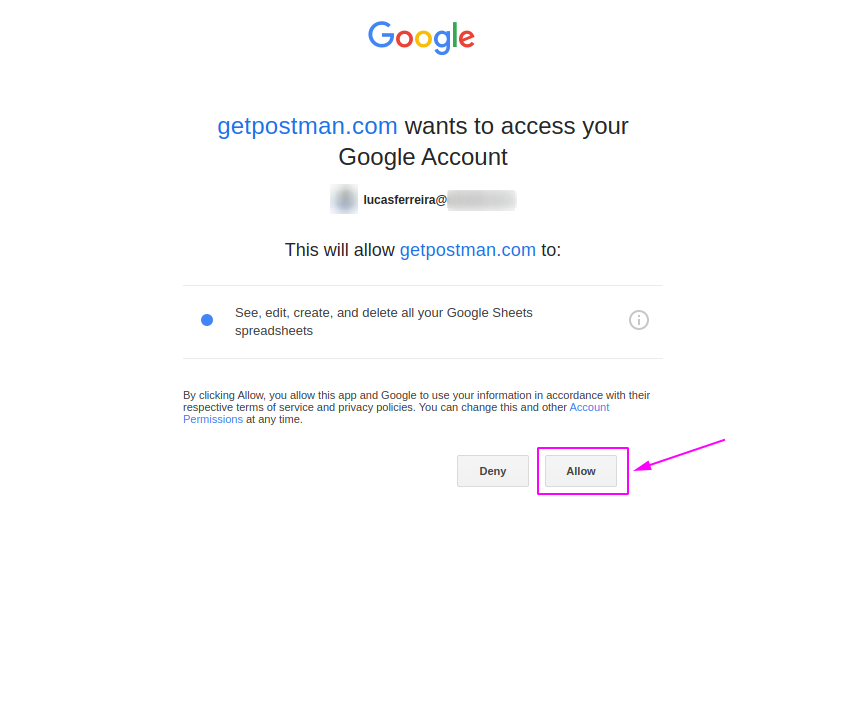 Google
getpostman.com wants to access your
Google Account
lucasferreira@
This will allow getpostman.com to:
See, edit, create, and delete all your Google Sheets
spreadsheets
By clicking Allow, you allow this app and Google to use your information in accordance with their
respective terms of service and privacy policies. You can change this and other Account
Permissions at any time.
Deny Allow